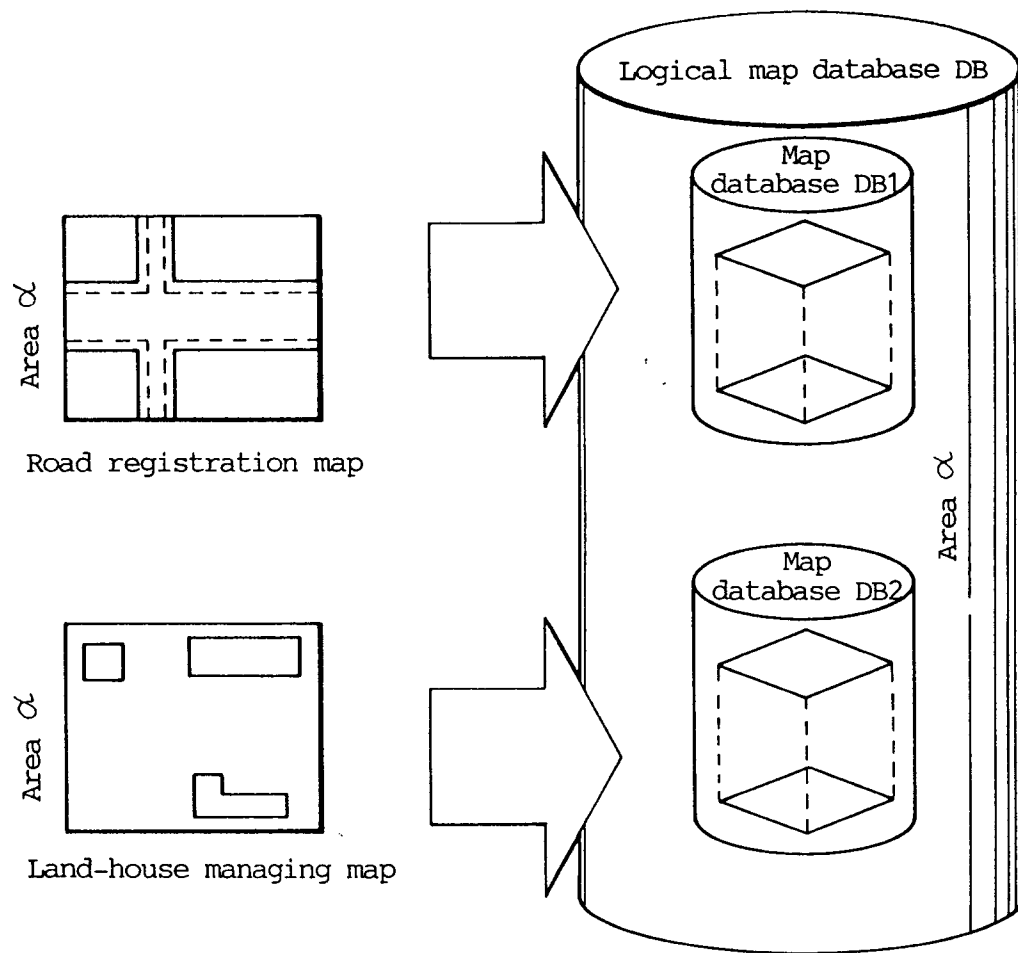 Logical map database DB
Map
database DB1
Area α
Road registration map
Area α
Map
database DB2
Area α
Land-house managing map